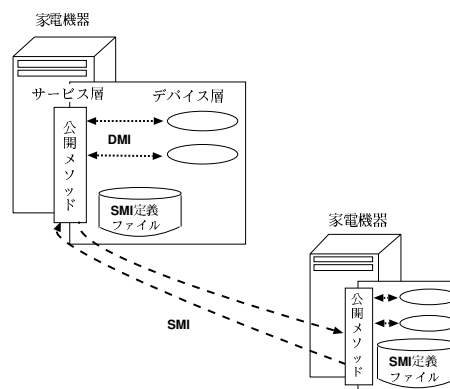 家電機器
サービス層
デバイス層
公開メソッド
DMI
SMI定義
ファイル
家電機器
SMI
公開メソッド
SMI定義
ファイル